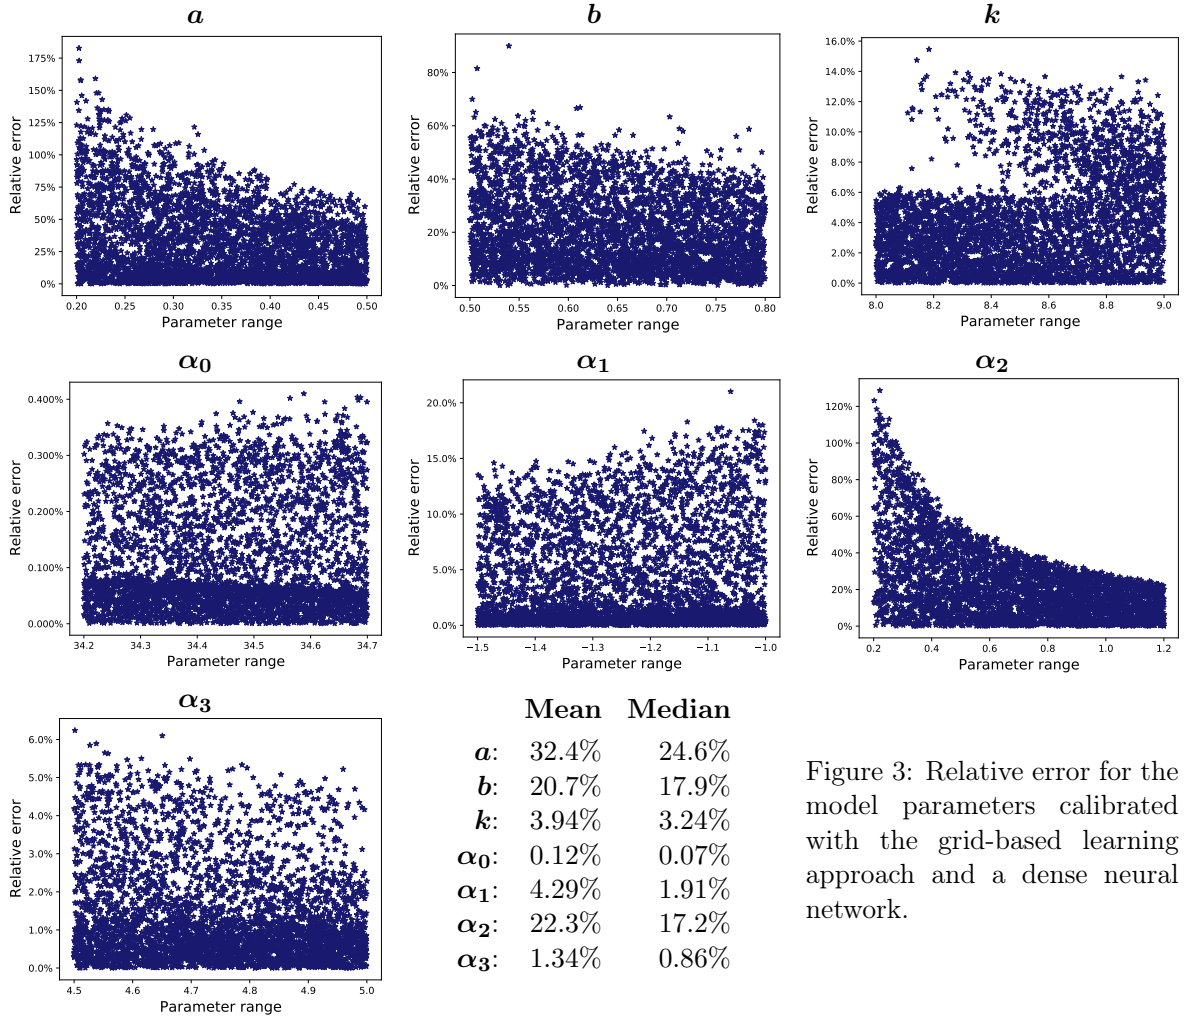 a
Relative error
175%
150%
125%
100%
75%
50%
25%
0%
0.20 0.25 0.30 0.35 0.40 0.45 0.50
Parameter range
b
Relative error
80%
60%
40%
20%
0%
0.50 0.55 0.60 0.65 0.70 0.75 0.80
Parameter range
k
Relative error
16.0%
14.0%
12.0%
10.0%
8.0%
6.0%
4.0%
2.0%
0.0%
8.0 8.2 8.4 8.6 8.8 9.0
Parameter range
α₀
Relative error
0.400%
0.300%
0.200%
0.100%
0.000%
34.2 34.3 34.4 34.5 34.6 34.7
Parameter range
α₁
Relative error
20.0%
15.0%
10.0%
5.0%
0.0%
−1.5 −1.4 −1.3 −1.2 −1.1 −1.0
Parameter range
α₂
Relative error
120%
100%
80%
60%
40%
20%
0%
0.2 0.4 0.6 0.8 1.0 1.2
Parameter range
α₃
Relative error
6.0%
5.0%
4.0%
3.0%
2.0%
1.0%
0.0%
4.5 4.6 4.7 4.8 4.9 5.0
Parameter range
Mean Median
a: 32.4% 24.6%
b: 20.7% 17.9%
k: 3.94% 3.24%
α₀: 0.12% 0.07%
α₁: 4.29% 1.91%
α₂: 22.3% 17.2%
α₃: 1.34% 0.86%
Figure 3: Relative error for the
model parameters calibrated
with the grid-based learning
approach and a dense neural
network.